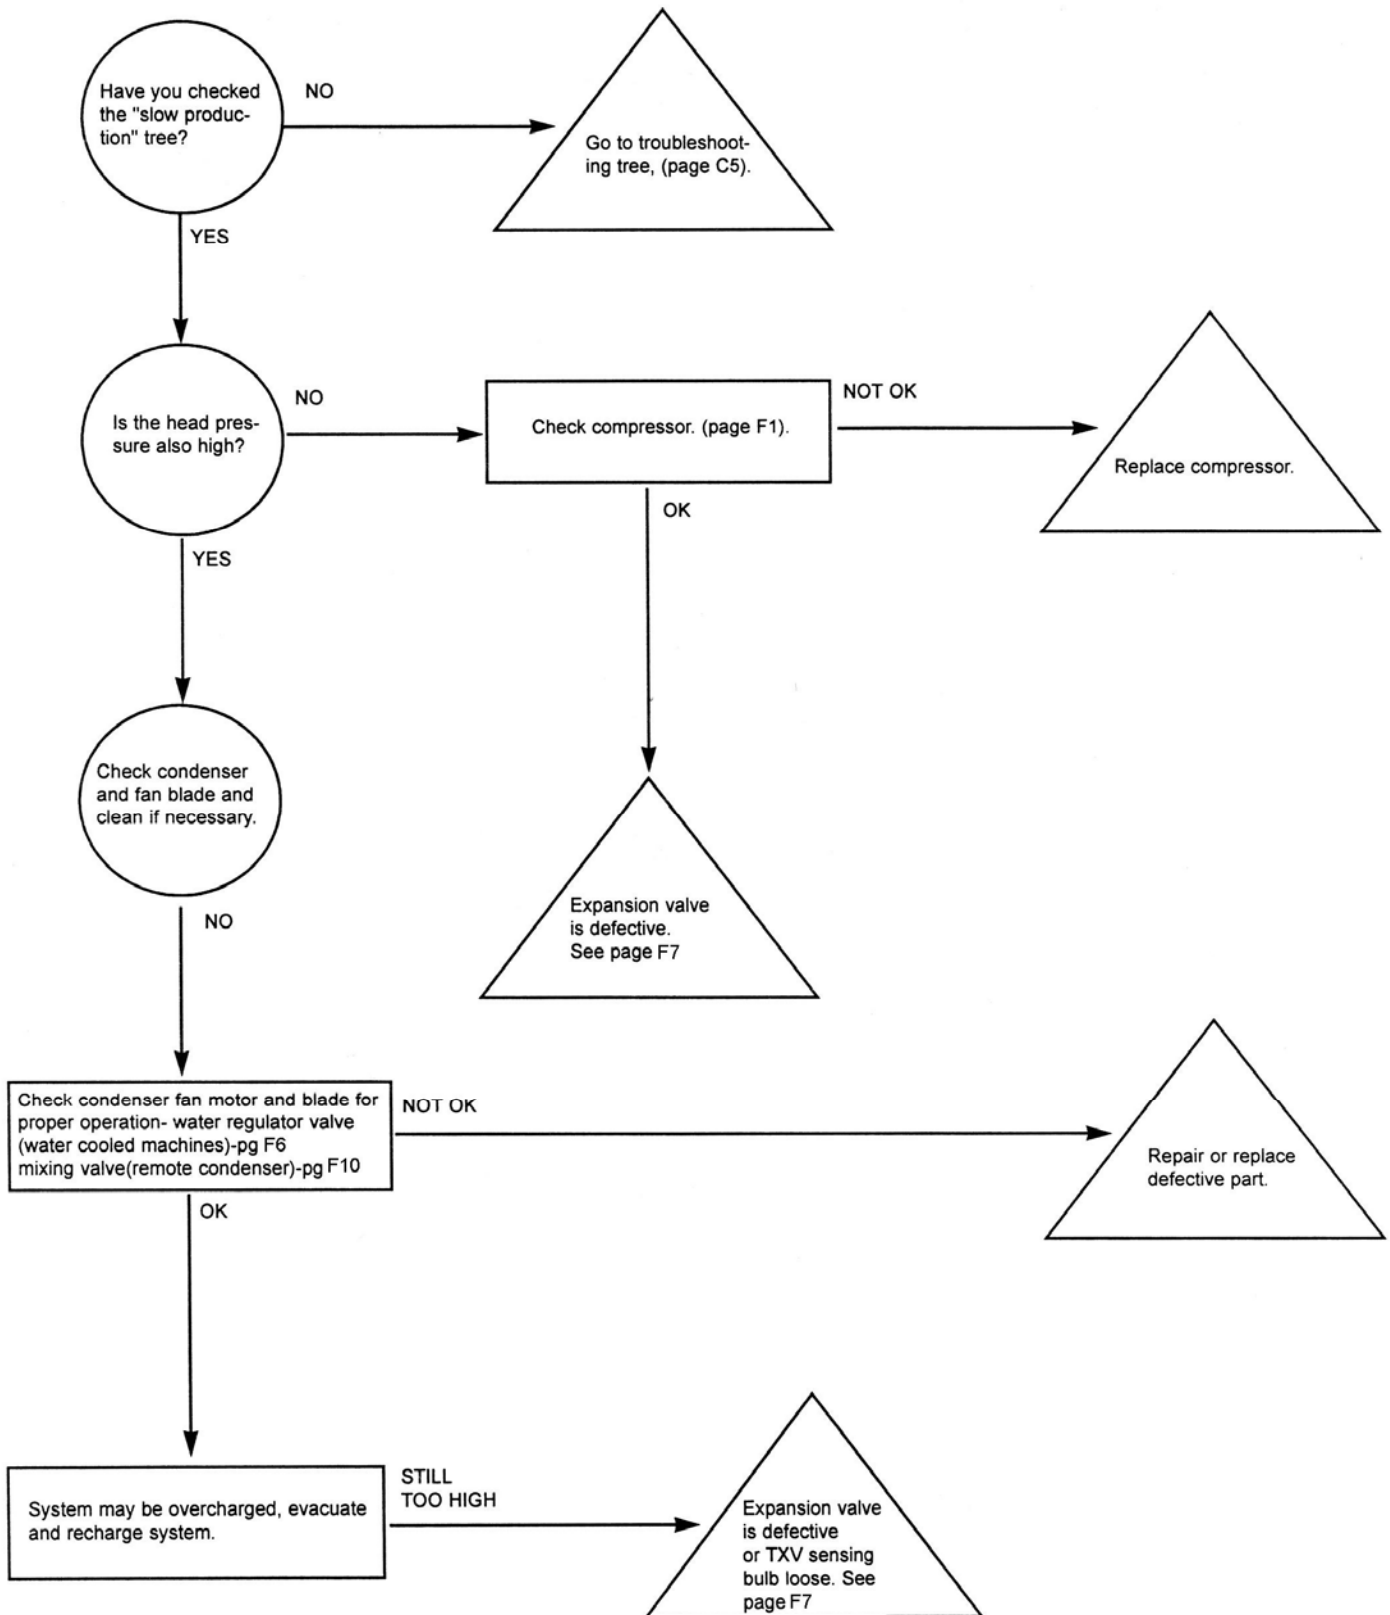 Have you checked
the "slow produc-
tion" tree?
NO
Go to troubleshoot-
ing tree, (page C5).
YES
Is the head pres-
sure also high?
NO
Check compressor. (page F1).
NOT OK
Replace compressor.
OK
YES
Check condenser
and fan blade and
clean if necessary.
Expansion valve
is defective.
See page F7
NO
Check condenser fan motor and blade for
proper operation- water regulator valve
(water cooled machines)-pg F6
mixing valve(remote condenser)-pg F10
NOT OK
Repair or replace
defective part.
OK
System may be overcharged, evacuate
and recharge system.
STILL
TOO HIGH
Expansion valve
is defective
or TXV sensing
bulb loose. See
page F7